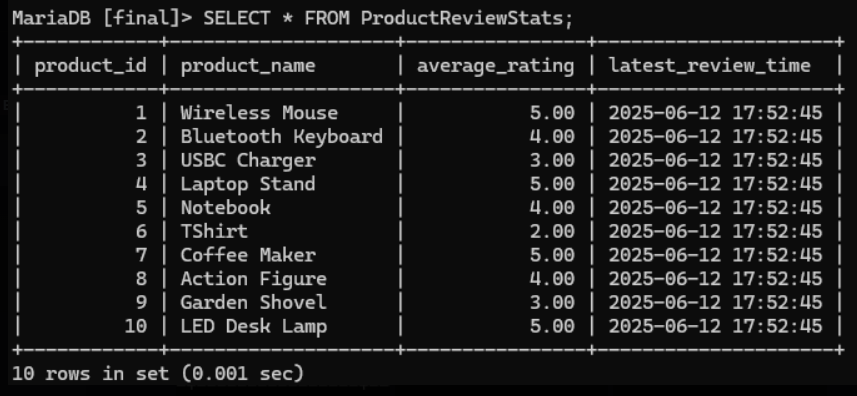 MariaDB [final]> SELECT * FROM ProductReviewStats;
+------------+--------------------+----------------+---------------------+
| product_id | product_name       | average_rating | latest_review_time  |
+------------+--------------------+----------------+---------------------+
|          1 | Wireless Mouse     |           5.00 | 2025-06-12 17:52:45 |
|          2 | Bluetooth Keyboard |           4.00 | 2025-06-12 17:52:45 |
|          3 | USBC Charger       |           3.00 | 2025-06-12 17:52:45 |
|          4 | Laptop Stand       |           5.00 | 2025-06-12 17:52:45 |
|          5 | Notebook           |           4.00 | 2025-06-12 17:52:45 |
|          6 | TShirt             |           2.00 | 2025-06-12 17:52:45 |
|          7 | Coffee Maker       |           5.00 | 2025-06-12 17:52:45 |
|          8 | Action Figure      |           4.00 | 2025-06-12 17:52:45 |
|          9 | Garden Shovel      |           3.00 | 2025-06-12 17:52:45 |
|         10 | LED Desk Lamp      |           5.00 | 2025-06-12 17:52:45 |
+------------+--------------------+----------------+---------------------+
10 rows in set (0.001 sec)